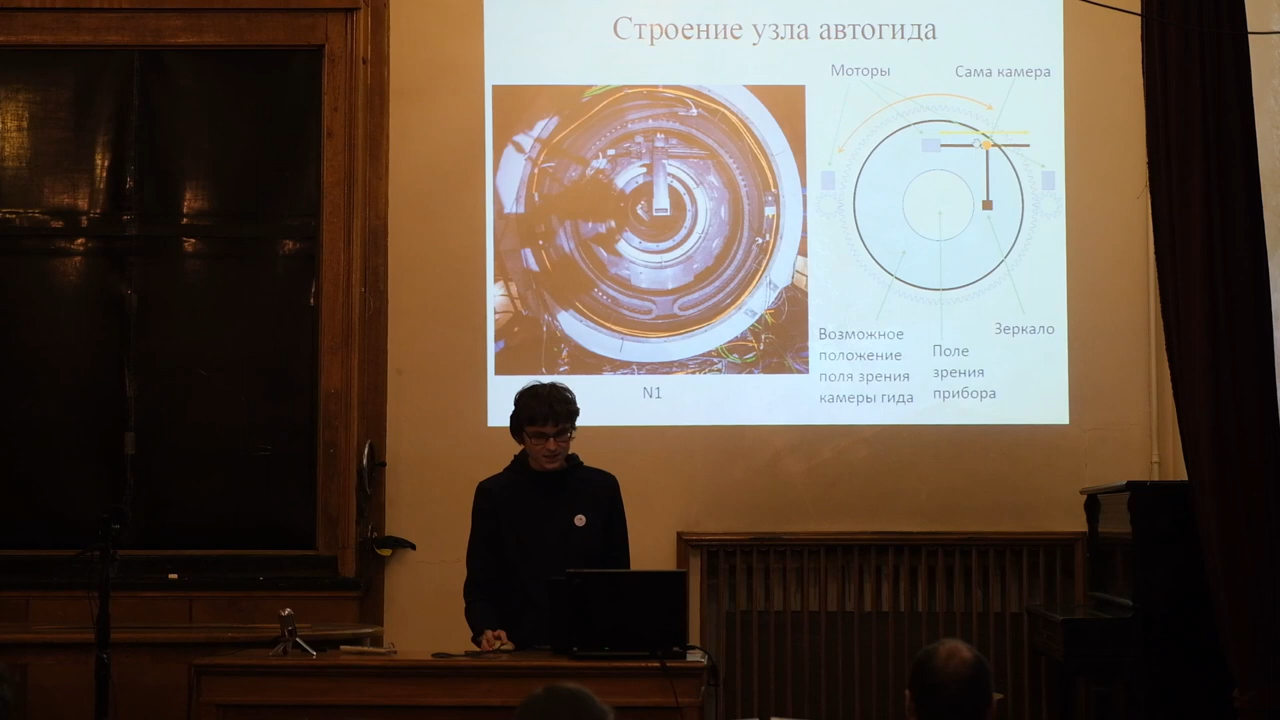 Строение узла автогида
Моторы
Сама камера
Возможное
положение
поля зрения
камеры гида
Поле
зрения
прибора
Зеркало
N1